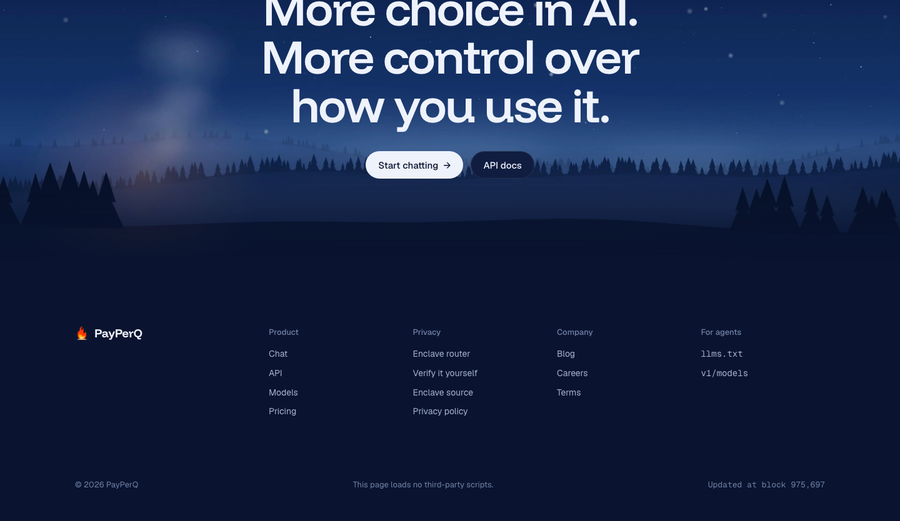 More choice in AI.
More control over
how you use it.
Start chatting →
API docs
PayPerQ
Product
Chat
API
Models
Pricing
Privacy
Enclave router
Verify it yourself
Enclave source
Privacy policy
Company
Blog
Careers
Terms
For agents
llms.txt
v1/models
© 2026 PayPerQ
This page loads no third-party scripts.
Updated at block 975,697